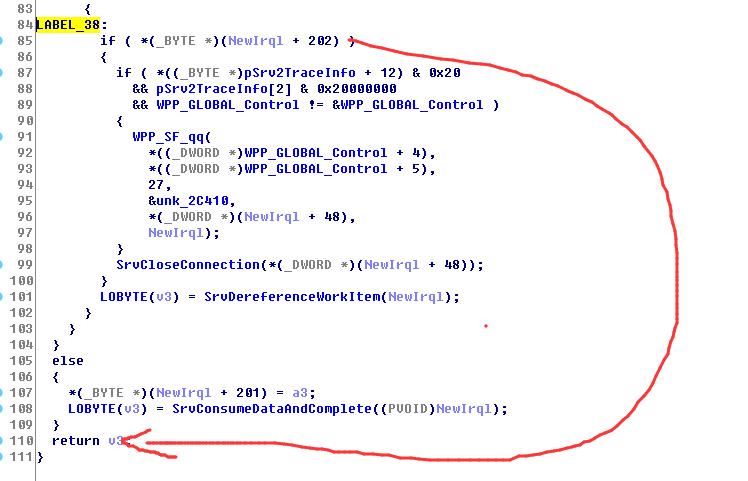 83 {
84 LABEL_38:
85 if ( *(_BYTE *)(NewIrql + 202) )
86 {
87 if ( *((_BYTE *)pSrv2TraceInfo + 12) & 0x20
88 && pSrv2TraceInfo[2] & 0x20000000
89 && WPP_GLOBAL_Control != &WPP_GLOBAL_Control )
90 {
91 WPP_SF_qq(
92 *((_DWORD *)WPP_GLOBAL_Control + 4),
93 *((_DWORD *)WPP_GLOBAL_Control + 5),
94 27,
95 &unk_2C410,
96 *(_DWORD *)(NewIrql + 48),
97 NewIrql);
98 }
99 SrvCloseConnection(*(_DWORD *)(NewIrql + 48));
100 }
101 LOBYTE(v3) = SrvDereferenceWorkItem(NewIrql);
102 }
103 }
104 }
105 else
106 {
107 *(_BYTE *)(NewIrql + 201) = a3;
108 LOBYTE(v3) = SrvConsumeDataAndComplete((PVOID)NewIrql);
109 }
110 return v3;
111 }